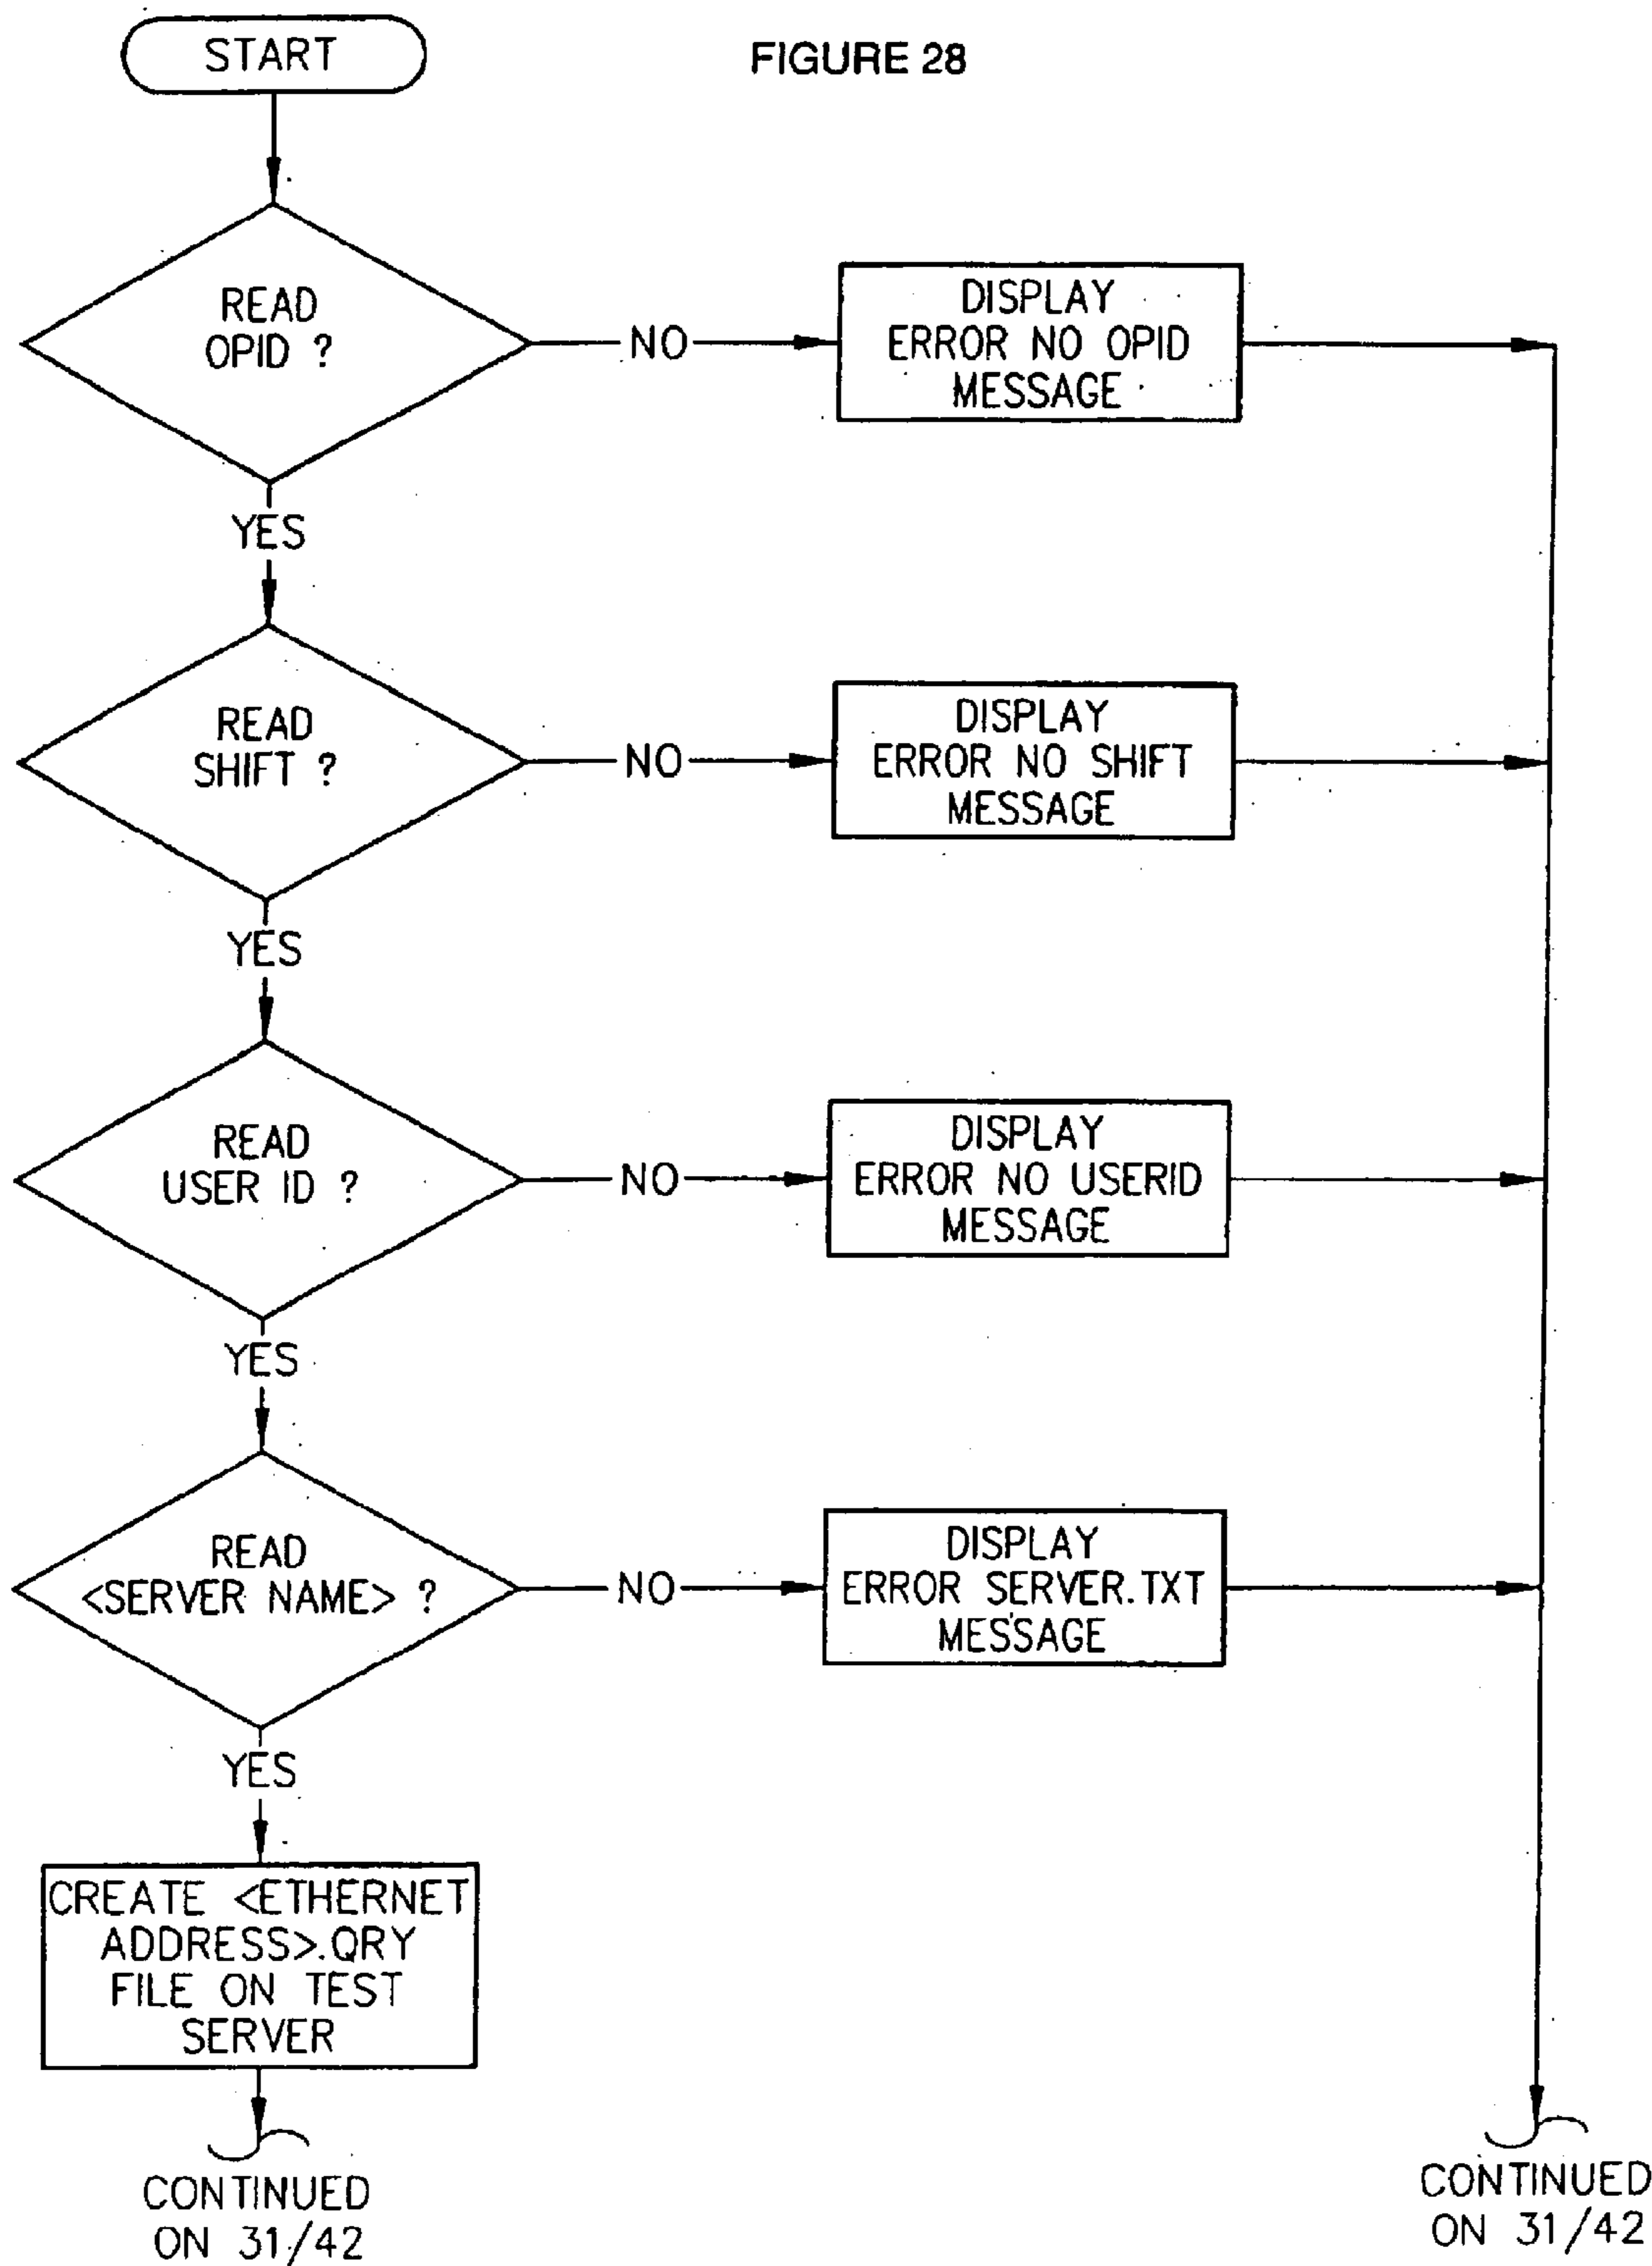 START
FIGURE 28
READ
OPID ?
NO
DISPLAY
ERROR NO OPID
MESSAGE
YES
READ
SHIFT ?
NO
DISPLAY
ERROR NO SHIFT
MESSAGE
YES
READ
USER ID ?
NO
DISPLAY
ERROR NO USERID
MESSAGE
YES
READ
<SERVER NAME> ?
NO
DISPLAY
ERROR SERVER.TXT
MESSAGE
YES
CREATE <ETHERNET
ADDRESS>.QRY
FILE ON TEST
SERVER
CONTINUED
ON 31/42
CONTINUED
ON 31/42